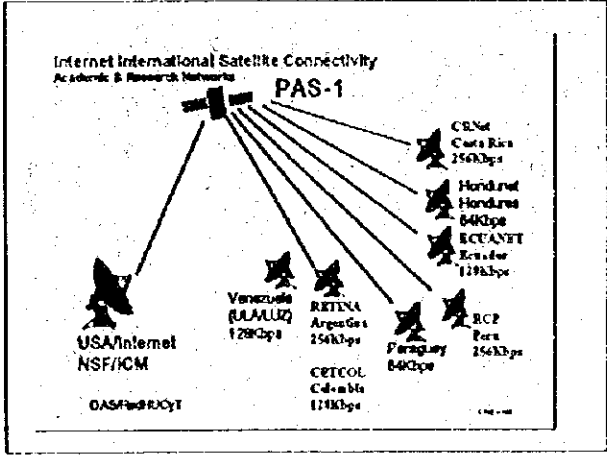 Internet International Satellite Connectivity
Academic & Research Networks
PAS-1
CRNet
Costa Rica
256Kbps
Hondunet
Honduras
64Kbps
ECUANET
Ecuador
128Kbps
Venezuela
(ULA/LUZ)
128Kbps
RETINA
Argentina
256Kbps
CETCOL
Colombia
128Kbps
Paraguay
64Kbps
RCP
Peru
256Kbps
USA/Internet
NSF/ICM
OAS/RedHUCyT